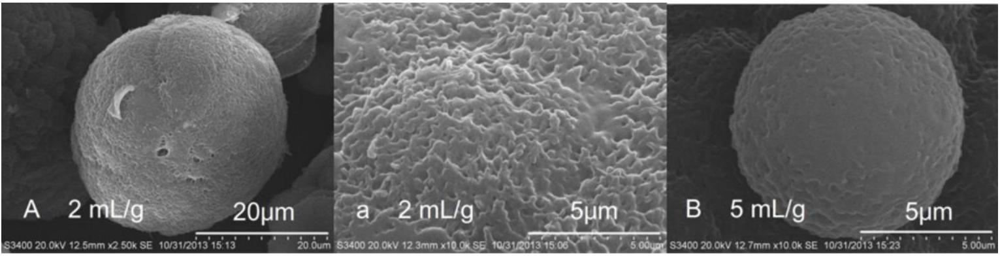 A 2 mL/g 20μm
S3400 20.0kV 12.5mm x2.50k SE 10/31/2013 15:13 20.0um
a 2 mL/g 5μm
S3400 20.0kV 12.3mm x10.0k SE 10/31/2013 15:06 5.00um
B 5 mL/g 5μm
S3400 20.0kV 12.7mm x10.0k SE 10/31/2013 15:23 5.00um